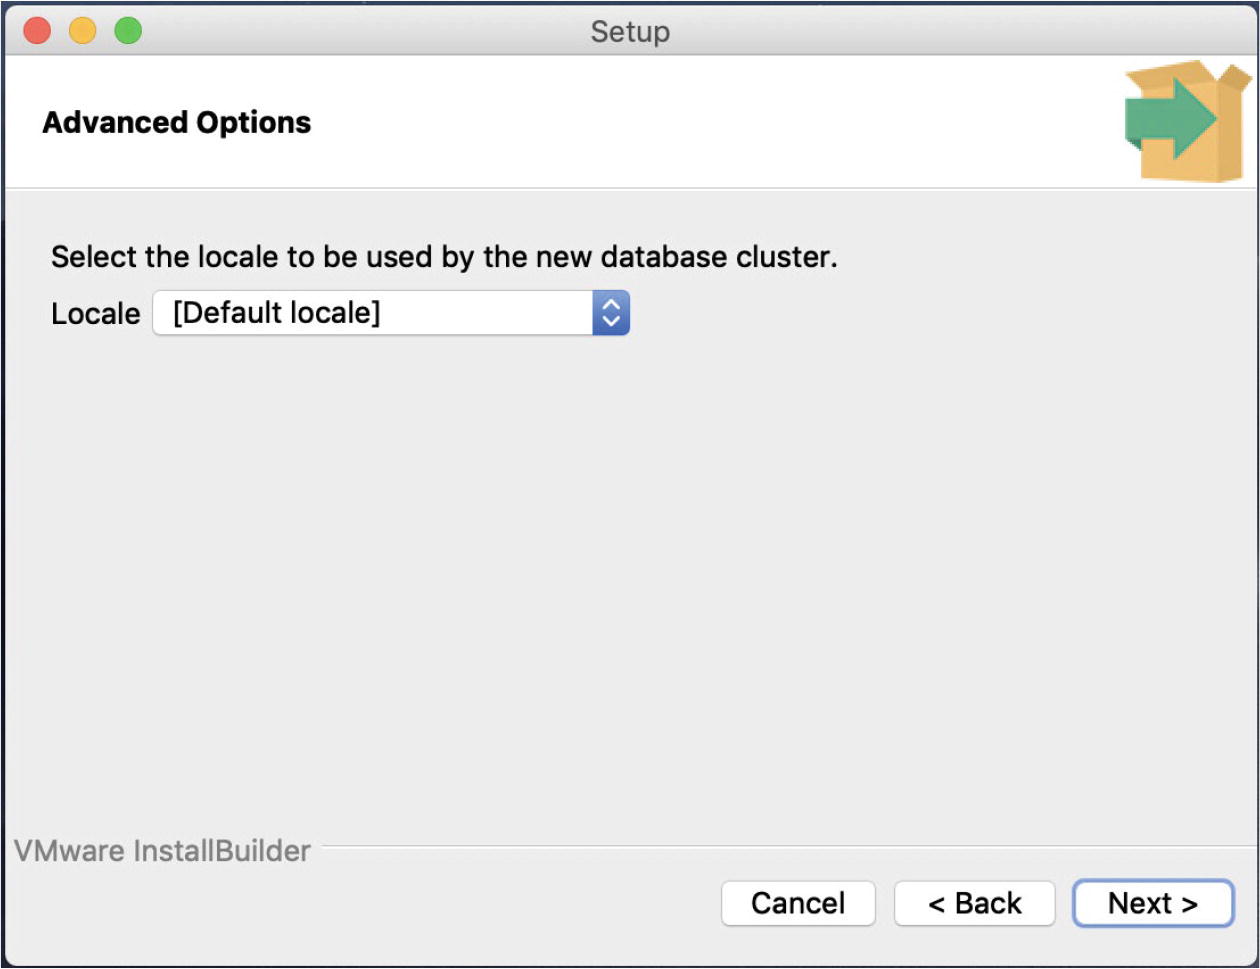 Setup
Advanced Options
Select the locale to be used by the new database cluster.
Locale [Default locale]
VMware InstallBuilder
Cancel < Back Next >